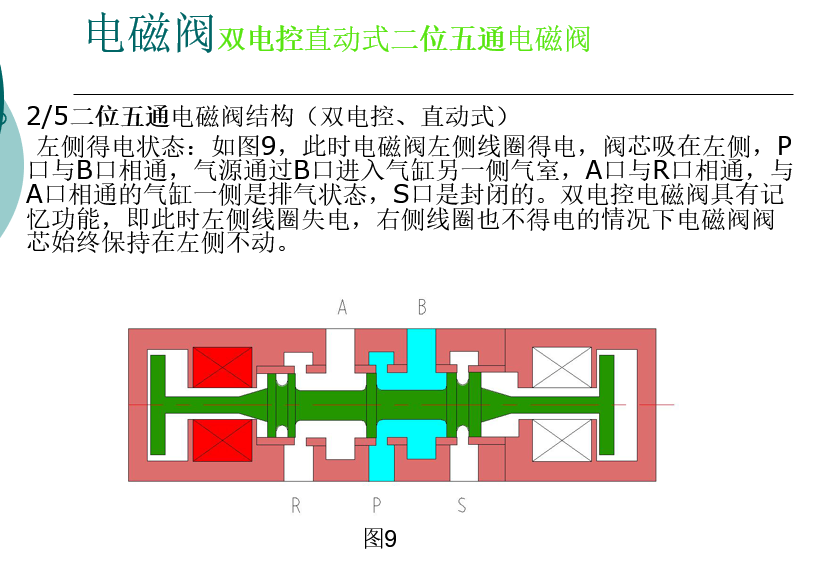 电磁阀双电控直动式二位五通电磁阀
2/5二位五通电磁阀结构（双电控、直动式）
左侧得电状态：如图9，此时电磁阀左侧线圈得电，阀芯吸在左侧，P
口与B口相通，气源通过B口进入气缸另一侧气室，A口与R口相通，与
A口相通的气缸一侧是排气状态，S口是封闭的。双电控电磁阀具有记
忆功能，即此时左侧线圈失电，右侧线圈也不得电的情况下电磁阀阀
芯始终保持在左侧不动。
A B
R P S
图9